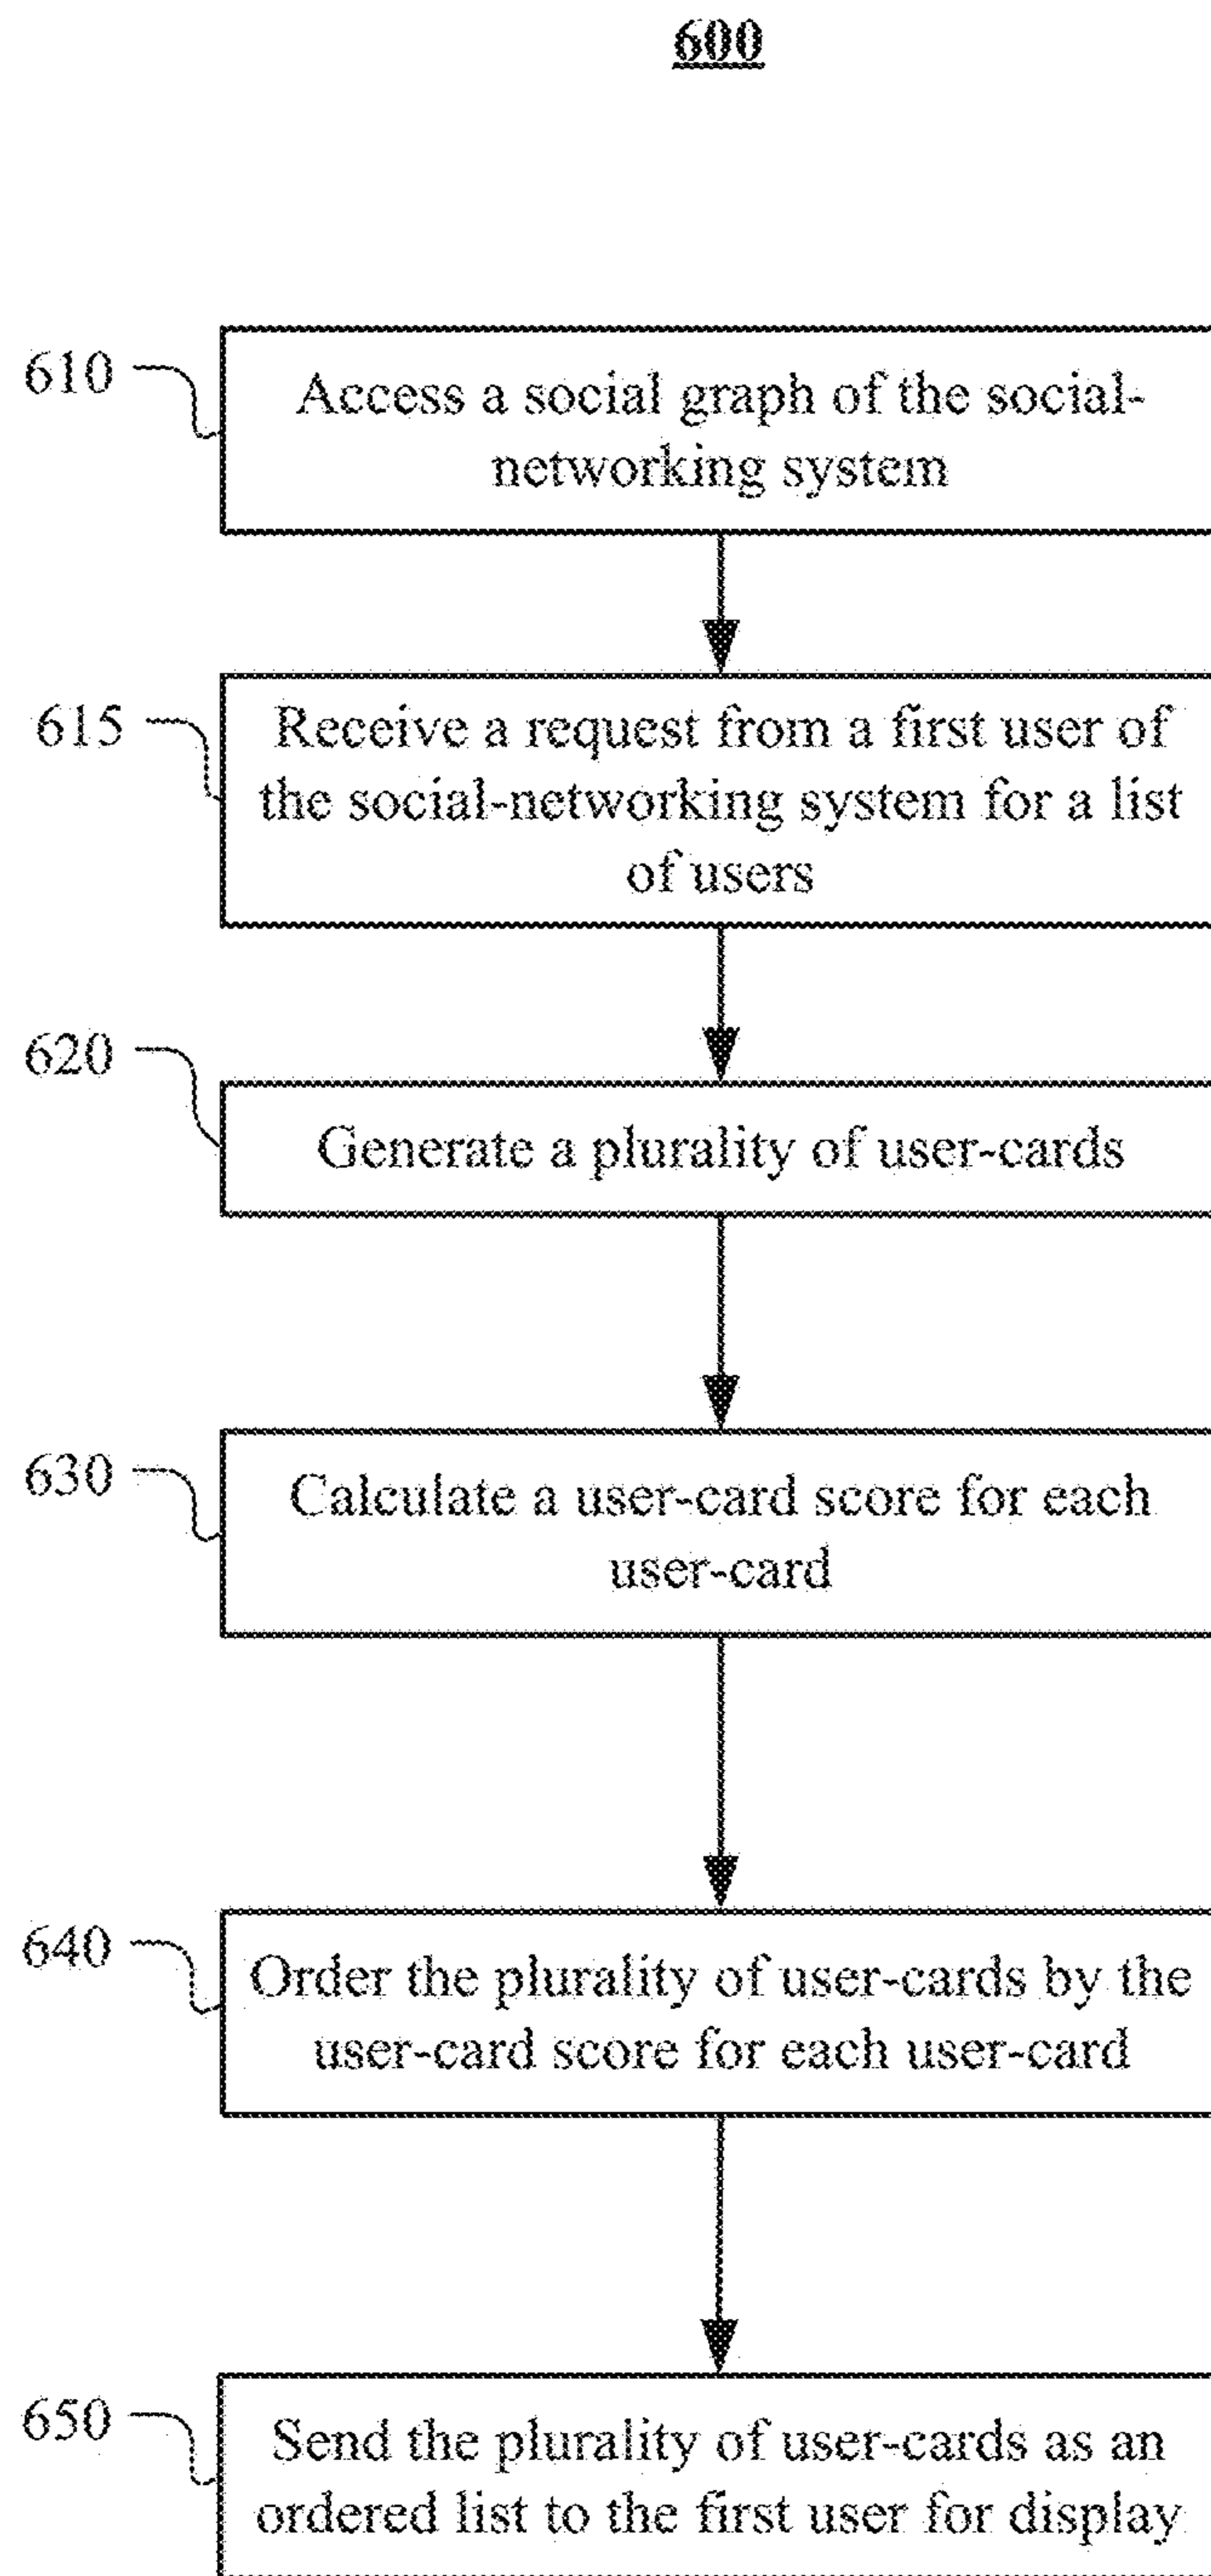 600
610
Access a social graph of the social-
networking system
615
Receive a request from a first user of
the social-networking system for a list
of users
620
Generate a plurality of user-cards
630
Calculate a user-card score for each
user-card
640
Order the plurality of user-cards by the
user-card score for each user-card
650
Send the plurality of user-cards as an
ordered list to the first user for display